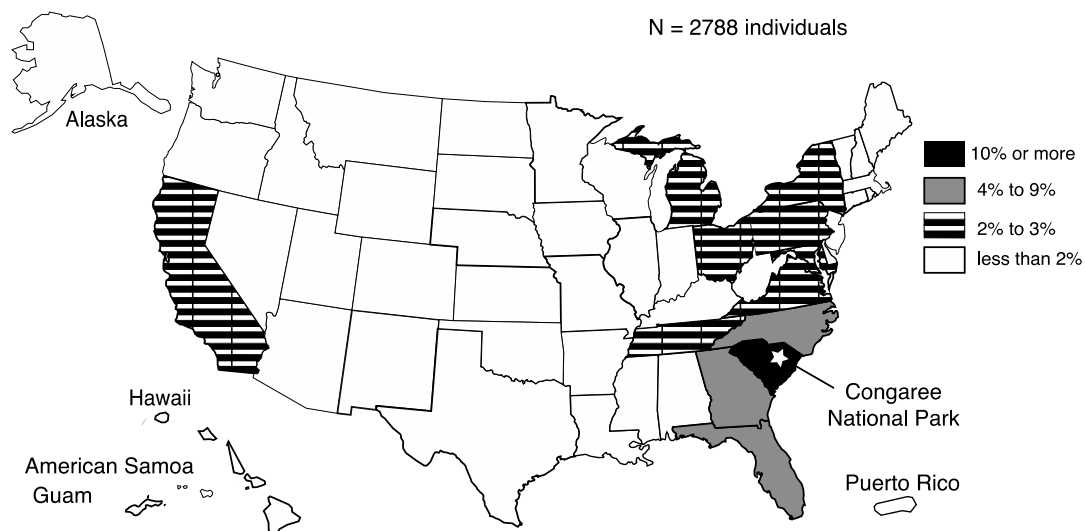 N = 2788 individuals
Alaska
10% or more
4% to 9%
2% to 3%
less than 2%
Hawaii
Congaree
National Park
American Samoa
Guam
Puerto Rico